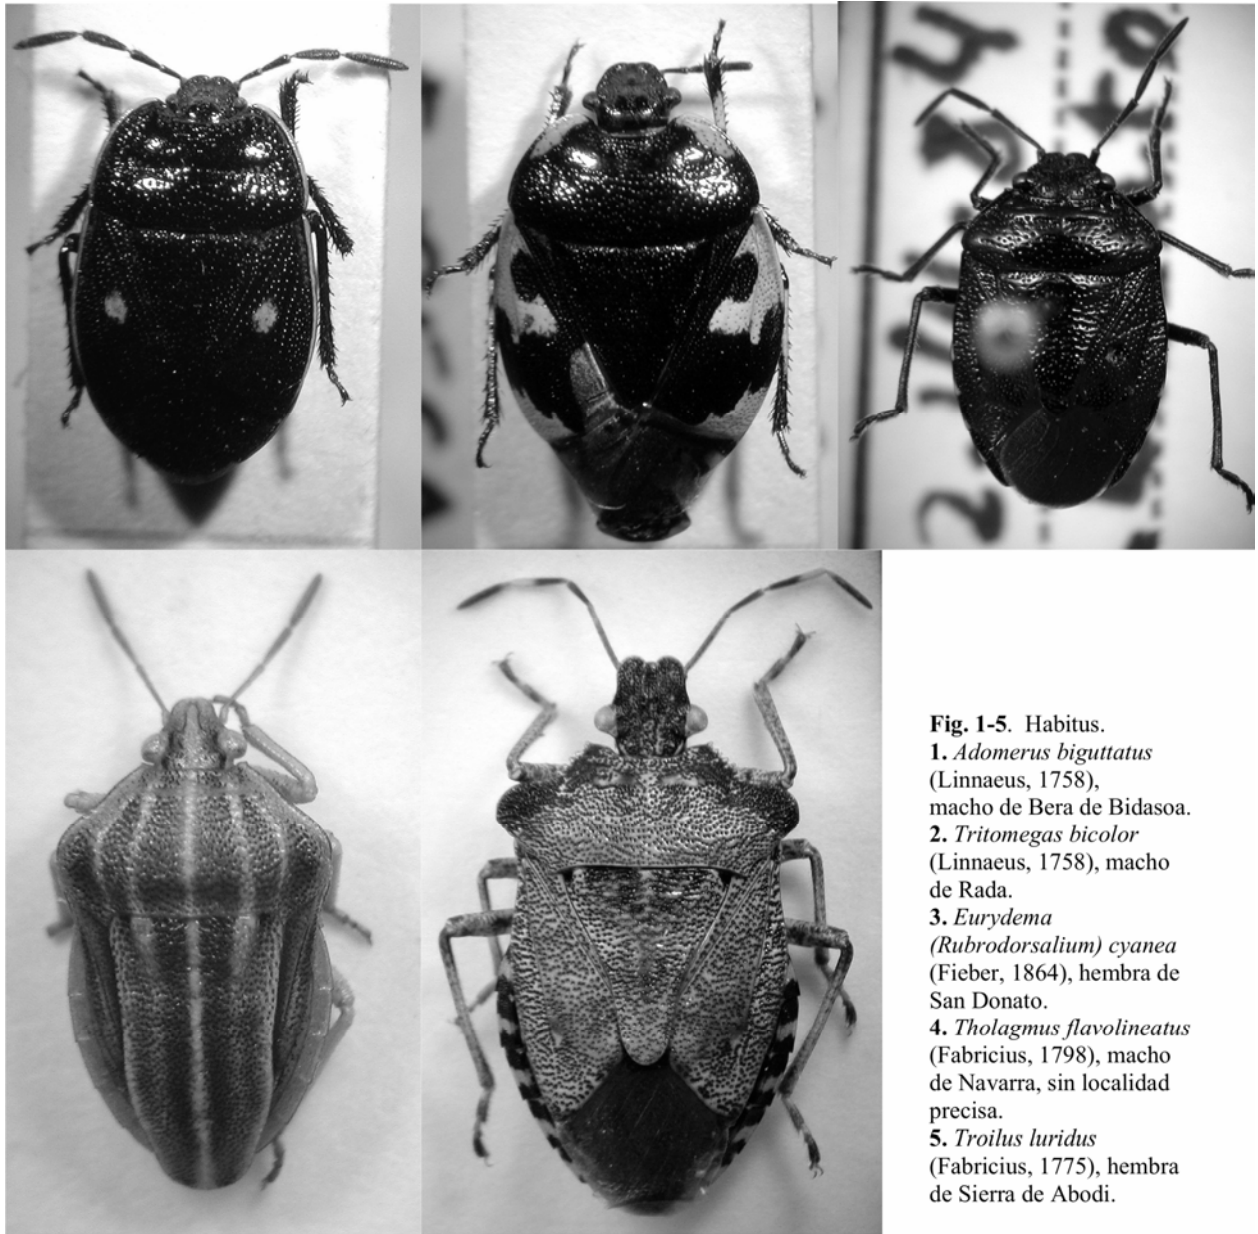 Fig. 1-5. Habitus.
1. Adomerus biguttatus
(Linnaeus, 1758),
macho de Bera de Bidasoa.
2. Tritomegas bicolor
(Linnaeus, 1758), macho
de Rada.
3. Eurydema
(Rubrodorsalium) cyanea
(Fieber, 1864), hembra de
San Donato.
4. Tholagmus flavolineatus
(Fabricius, 1798), macho
de Navarra, sin localidad
precisa.
5. Troilus luridus
(Fabricius, 1775), hembra
de Sierra de Abodi.